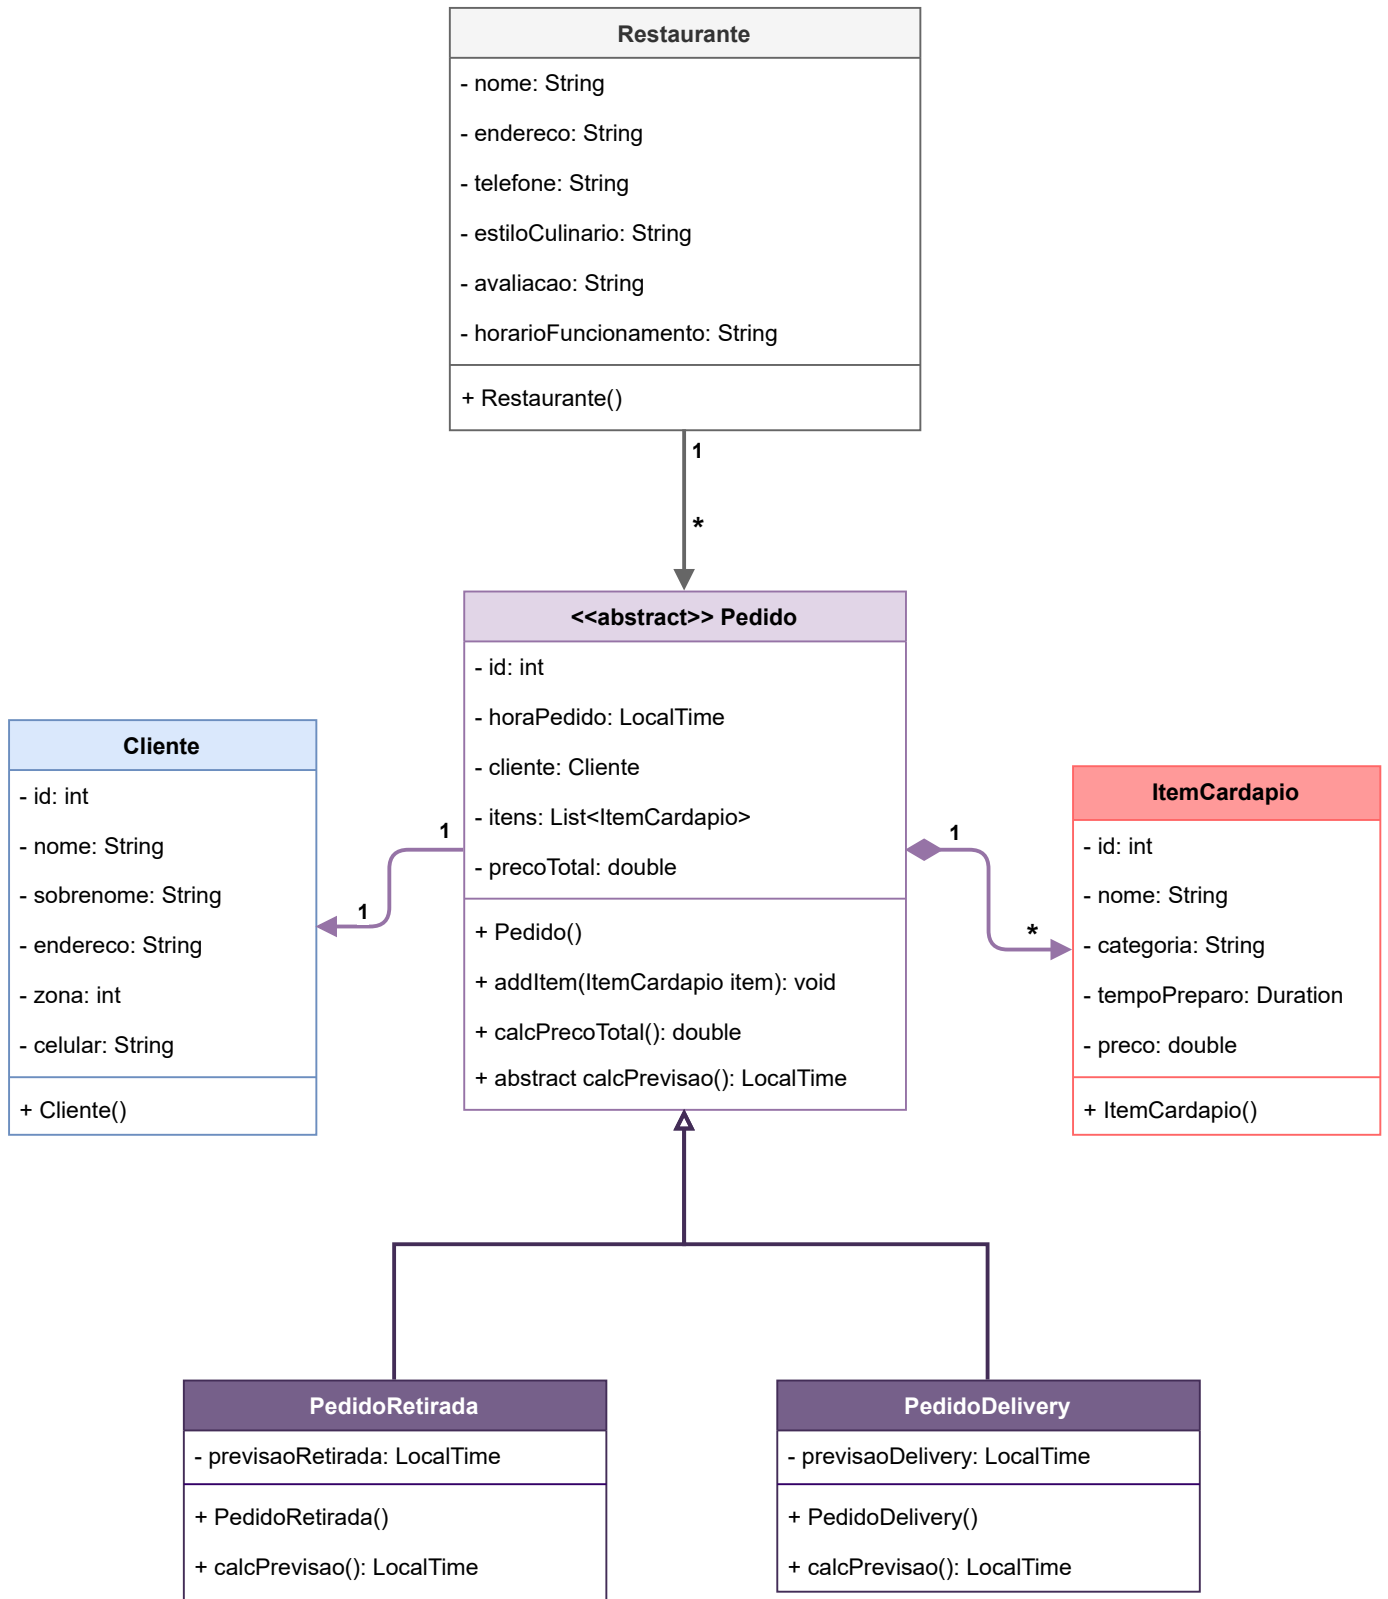 Restaurante
- nome: String
- endereco: String
- telefone: String
- estiloCulinario: String
- avaliacao: String
- horarioFuncionamento: String
+ Restaurante()
1
*
<<abstract>> Pedido
- id: int
- horaPedido: LocalTime
- cliente: Cliente
- itens: List<ItemCardapio>
- precoTotal: double
+ Pedido()
+ addItem(ItemCardapio item): void
+ calcPrecoTotal(): double
+ abstract calcPrevisao(): LocalTime
Cliente
- id: int
- nome: String
- sobrenome: String
- endereco: String
- zona: int
- celular: String
+ Cliente()
1
1
1
*
ItemCardapio
- id: int
- nome: String
- categoria: String
- tempoPreparo: Duration
- preco: double
+ ItemCardapio()
PedidoRetirada
- previsaoRetirada: LocalTime
+ PedidoRetirada()
+ calcPrevisao(): LocalTime
PedidoDelivery
- previsaoDelivery: LocalTime
+ PedidoDelivery()
+ calcPrevisao(): LocalTime